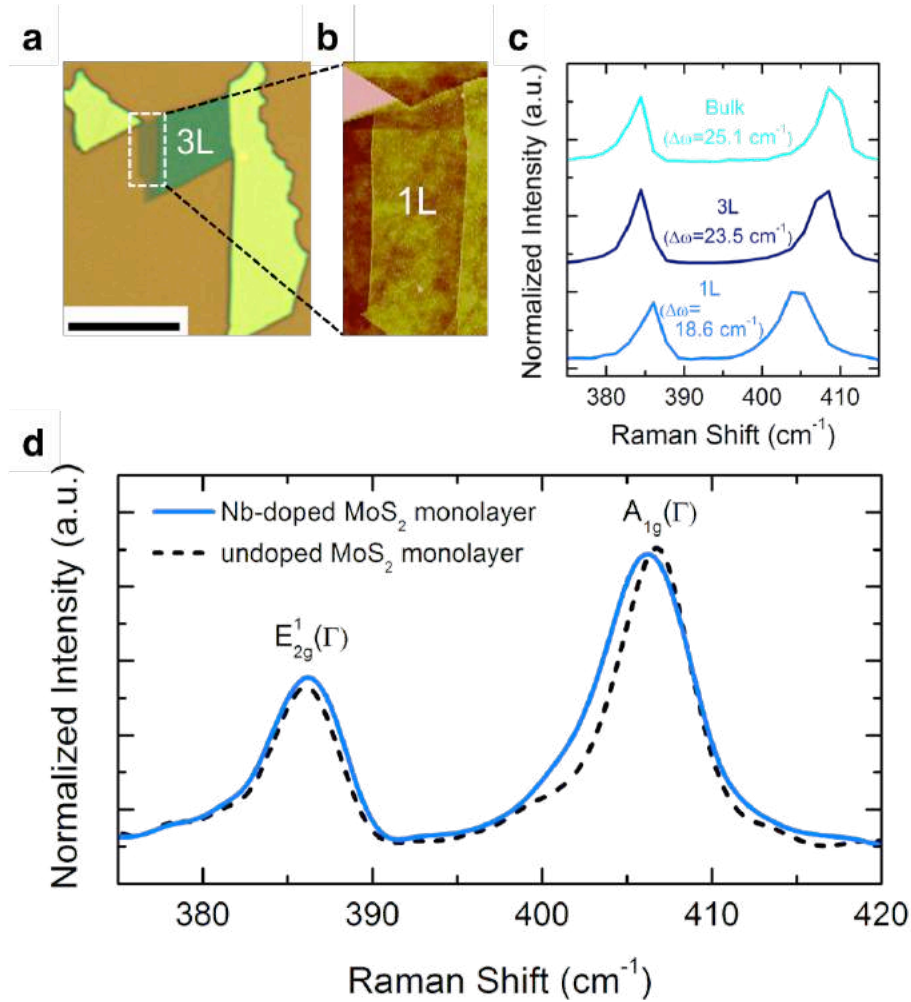 a
b
c
3L
1L
Normalized Intensity (a.u.)
Bulk
(Δω=25.1 cm⁻¹)
3L
(Δω=23.5 cm⁻¹)
1L
(Δω=
18.6 cm⁻¹)
380 390 400 410
Raman Shift (cm⁻¹)
d
Normalized Intensity (a.u.)
Nb-doped MoS₂ monolayer
undoped MoS₂ monolayer
A₁g(Γ)
E¹₂g(Γ)
380 390 400 410 420
Raman Shift (cm⁻¹)